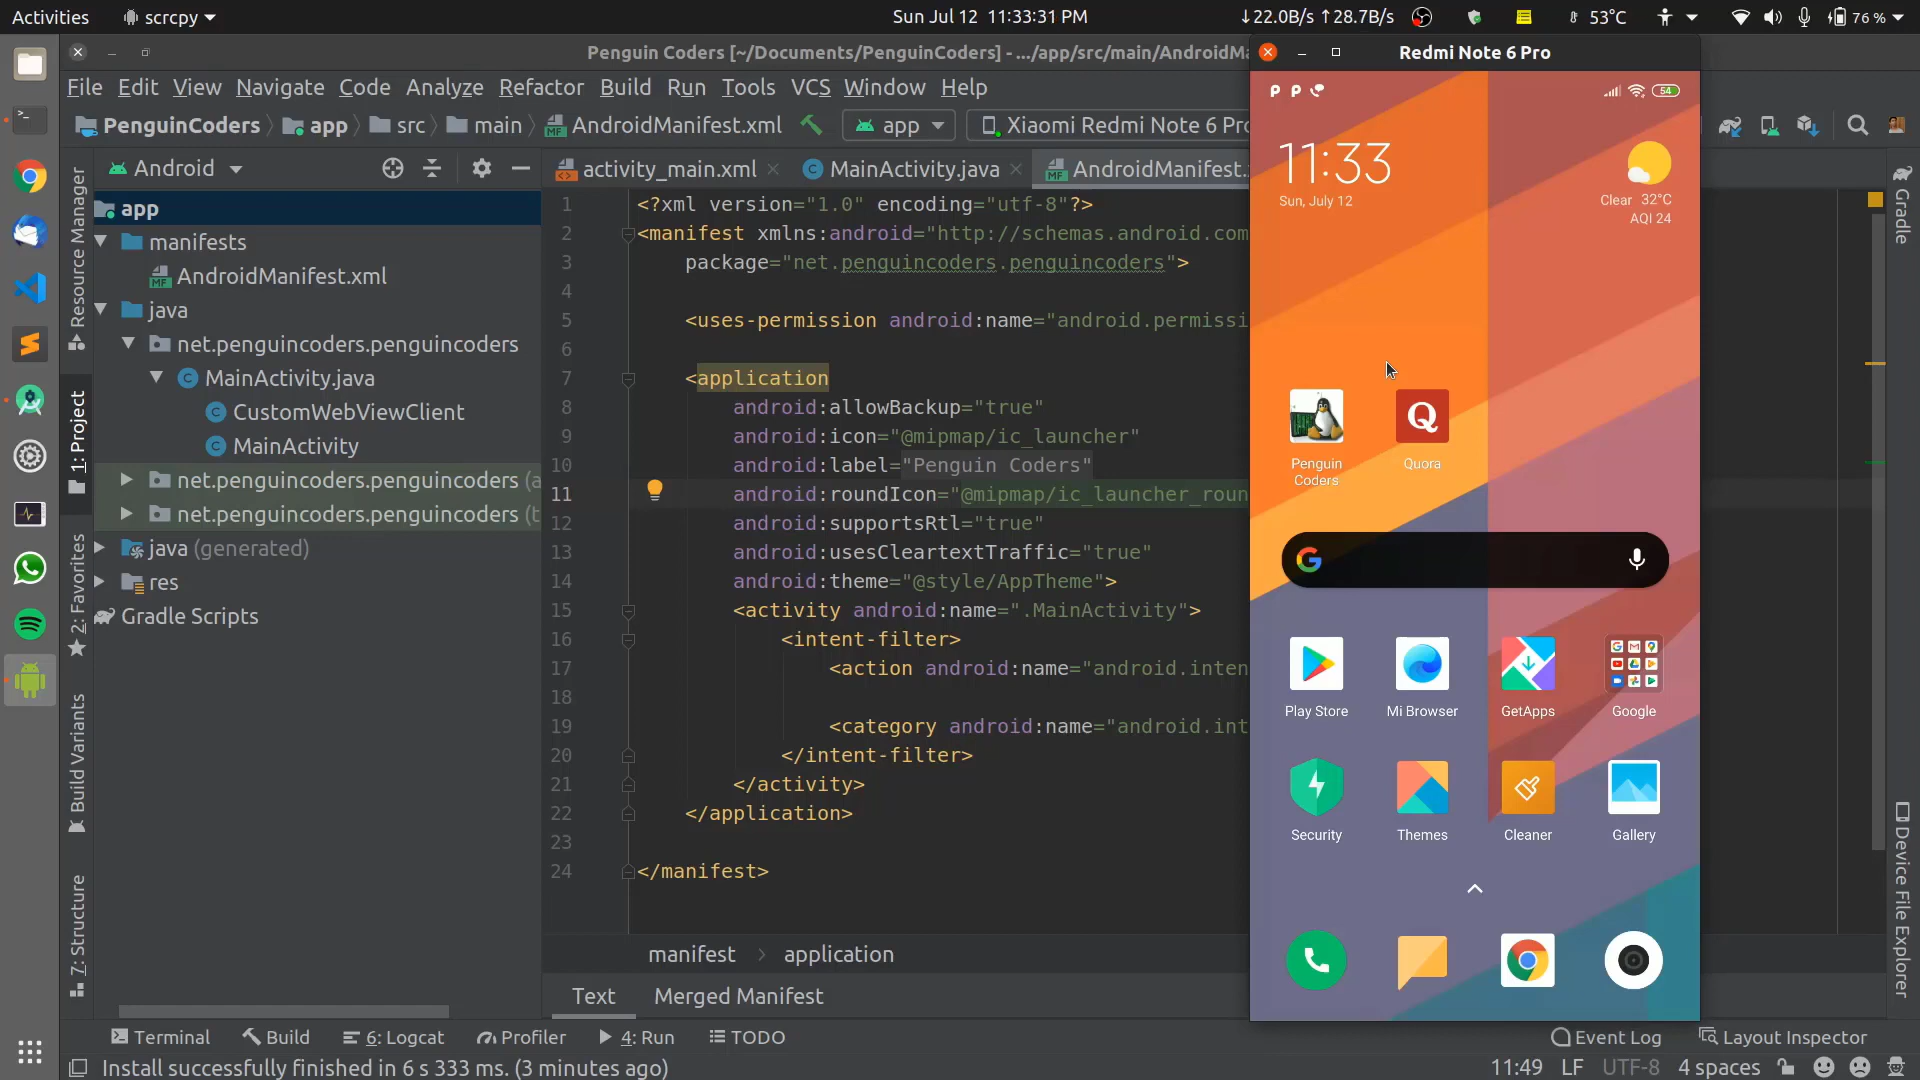 Activities
scrcpy
Sun Jul 12 11:33:31 PM
↓22.0B/s ↑28.7B/s
53°C
76 %
Penguin Coders [~/Documents/PenguinCoders] - .../app/src/main/AndroidMa
File Edit View Navigate Code Analyze Refactor Build Run Tools VCS Window Help
PenguinCoders app src main AndroidManifest.xml app Xiaomi Redmi Note 6 Pro
Android
activity_main.xml MainActivity.java AndroidManifest.
Resource Manager
1: Project
2: Favorites
Build Variants
7: Structure
app
manifests
AndroidManifest.xml
java
net.penguincoders.penguincoders
MainActivity.java
CustomWebViewClient
MainActivity
net.penguincoders.penguincoders (a
net.penguincoders.penguincoders (t
java (generated)
res
Gradle Scripts
1 <?xml version="1.0" encoding="utf-8"?>
2 <manifest xmlns:android="http://schemas.android.com
3 package="net.penguincoders.penguincoders">
4
5 <uses-permission android:name="android.permissi
6
7 <application
8 android:allowBackup="true"
9 android:icon="@mipmap/ic_launcher"
10 android:label="Penguin Coders"
11 android:roundIcon="@mipmap/ic_launcher_roun
12 android:supportsRtl="true"
13 android:usesCleartextTraffic="true"
14 android:theme="@style/AppTheme">
15 <activity android:name=".MainActivity">
16 <intent-filter>
17 <action android:name="android.inten
18
19 <category android:name="android.int
20 </intent-filter>
21 </activity>
22 </application>
23
24 </manifest>
manifest > application
Text Merged Manifest
Redmi Note 6 Pro
54
11:33
Sun, July 12
Clear 32°C
AQI 24
Penguin
Coders
Quora
Play Store Mi Browser GetApps Google
Security Themes Cleaner Gallery
Gradle
Device File Explorer
Terminal Build 6: Logcat Profiler 4: Run TODO Event Log Layout Inspector
Install successfully finished in 6 s 333 ms. (3 minutes ago) 11:49 LF UTF-8 4 spaces